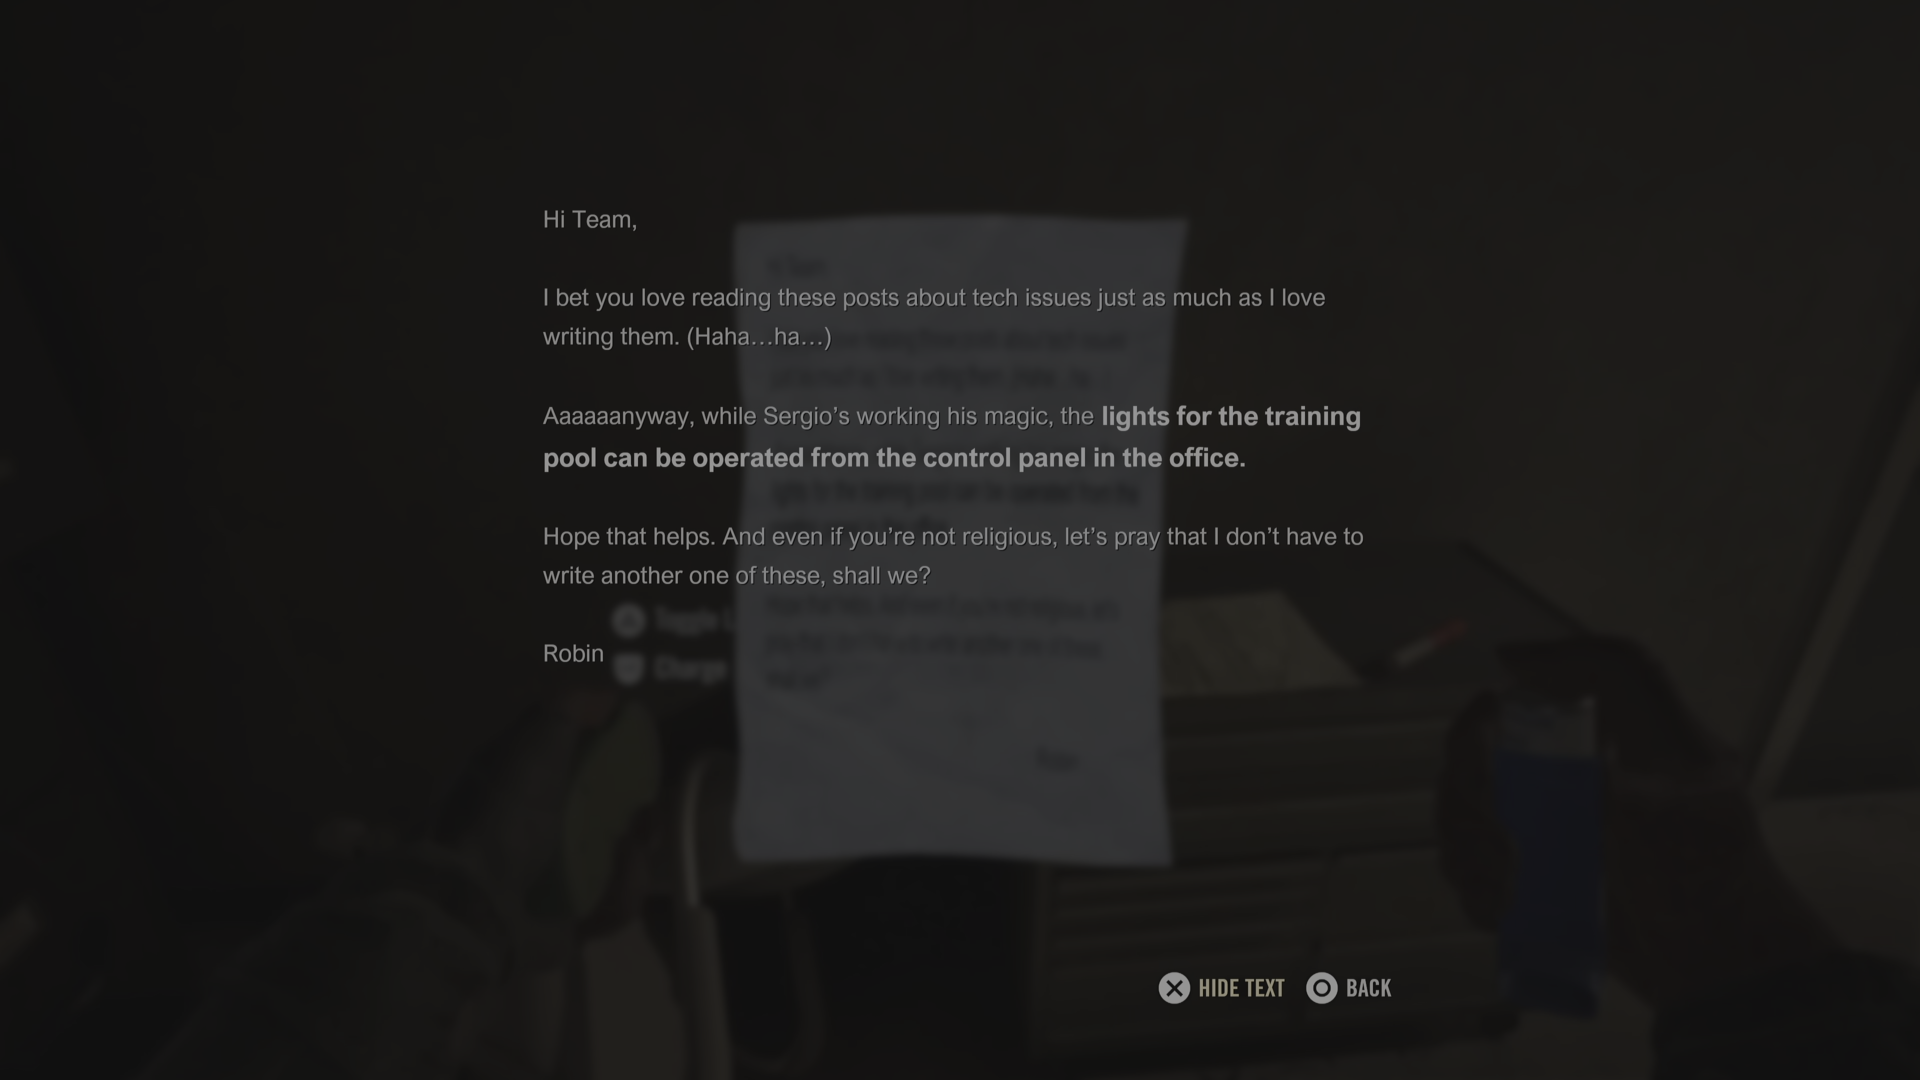 Hi Team,
I bet you love reading these posts about tech issues just as much as I love
writing them. (Haha…ha…)
Aaaaaanyway, while Sergio’s working his magic, the lights for the training
pool can be operated from the control panel in the office.
Hope that helps. And even if you’re not religious, let’s pray that I don’t have to
write another one of these, shall we?
Robin
Toggle
Charge
HIDE TEXT
BACK